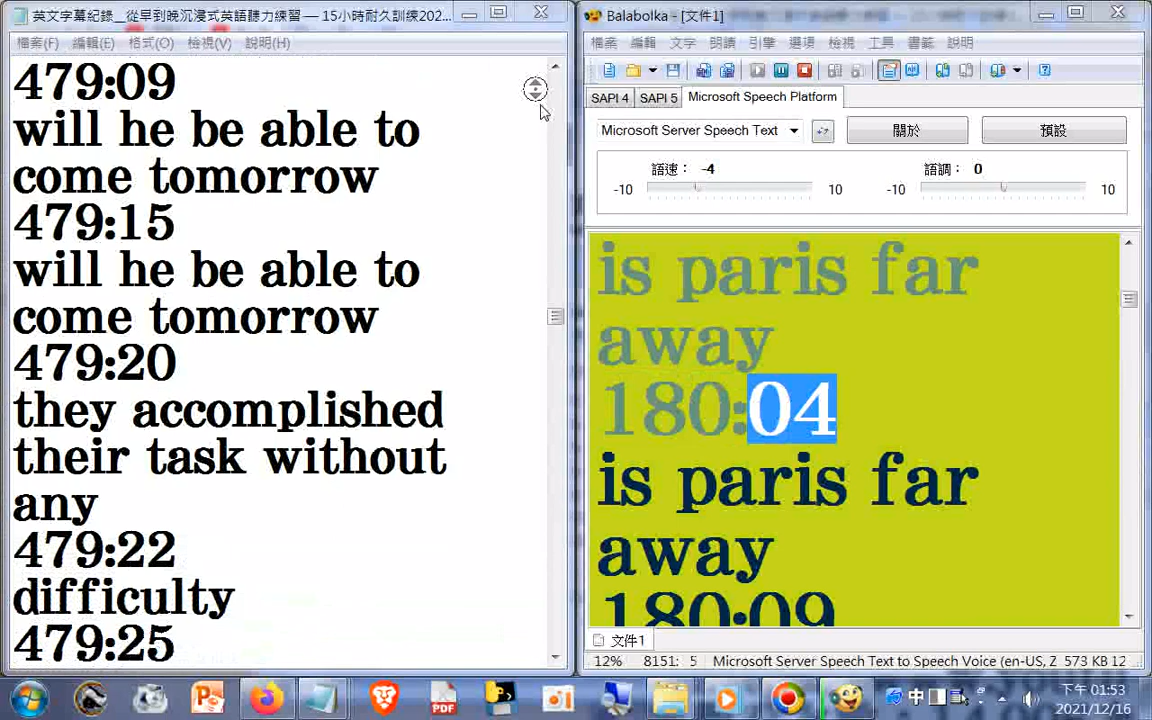 英文字幕紀錄__從早到晚沉浸式英語聽力練習 — 15小時耐久訓練202...
檔案(F) 編輯(E) 格式(O) 檢視(V) 說明(H)
479:09
will he be able to
come tomorrow
479:15
will he be able to
come tomorrow
479:20
they accomplished
their task without
any
479:22
difficulty
479:25
Balabolka - [文件1]
檔案 編輯 文字 朗讀 引擎 選項 檢視 工具 書籤 說明
SAPI 4 SAPI 5 Microsoft Speech Platform
Microsoft Server Speech Text 關於 預設
語速： -4 語調： 0
-10 10 -10 10
is paris far
away
180:04
is paris far
away
180:09
文件1
12% 8151: 5 Microsoft Server Speech Text to Speech Voice (en-US, Z 573 KB 12
PDF 中 下午 01:53
2021/12/16